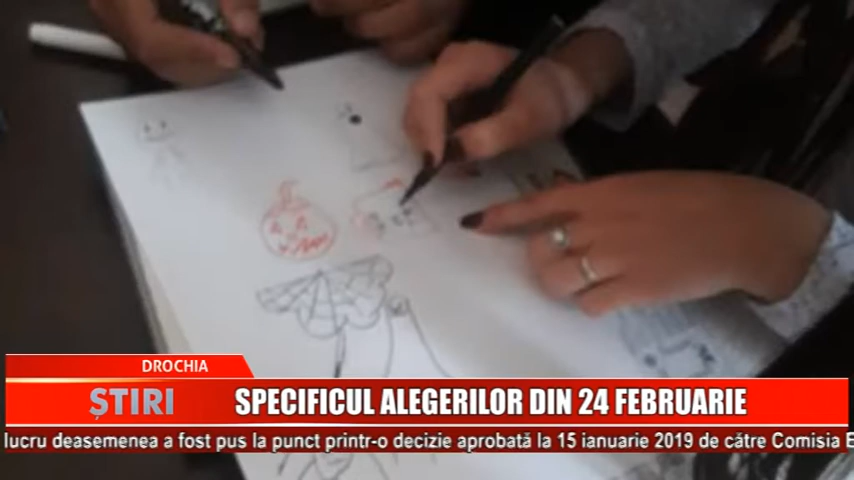 DROCHIA
ȘTIRI
SPECIFICUL ALEGERILOR DIN 24 FEBRUARIE
lucru deasemenea a fost pus la punct printr-o decizie aprobată la 15 ianuarie 2019 de către Comisia E